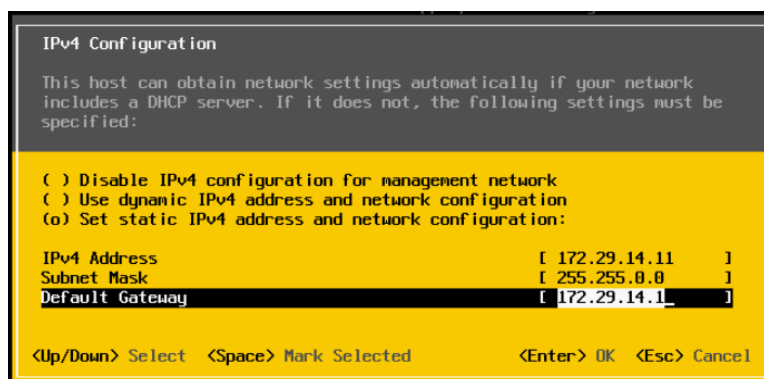 IPv4 Configuration
This host can obtain network settings automatically if your network
includes a DHCP server. If it does not, the following settings must be
specified:
( ) Disable IPv4 configuration for management network
( ) Use dynamic IPv4 address and network configuration
(o) Set static IPv4 address and network configuration:
IPv4 Address [ 172.29.14.11 ]
Subnet Mask [ 255.255.0.0 ]
Default Gateway [ 172.29.14.1_ ]
<Up/Down> Select <Space> Mark Selected <Enter> OK <Esc> Cancel